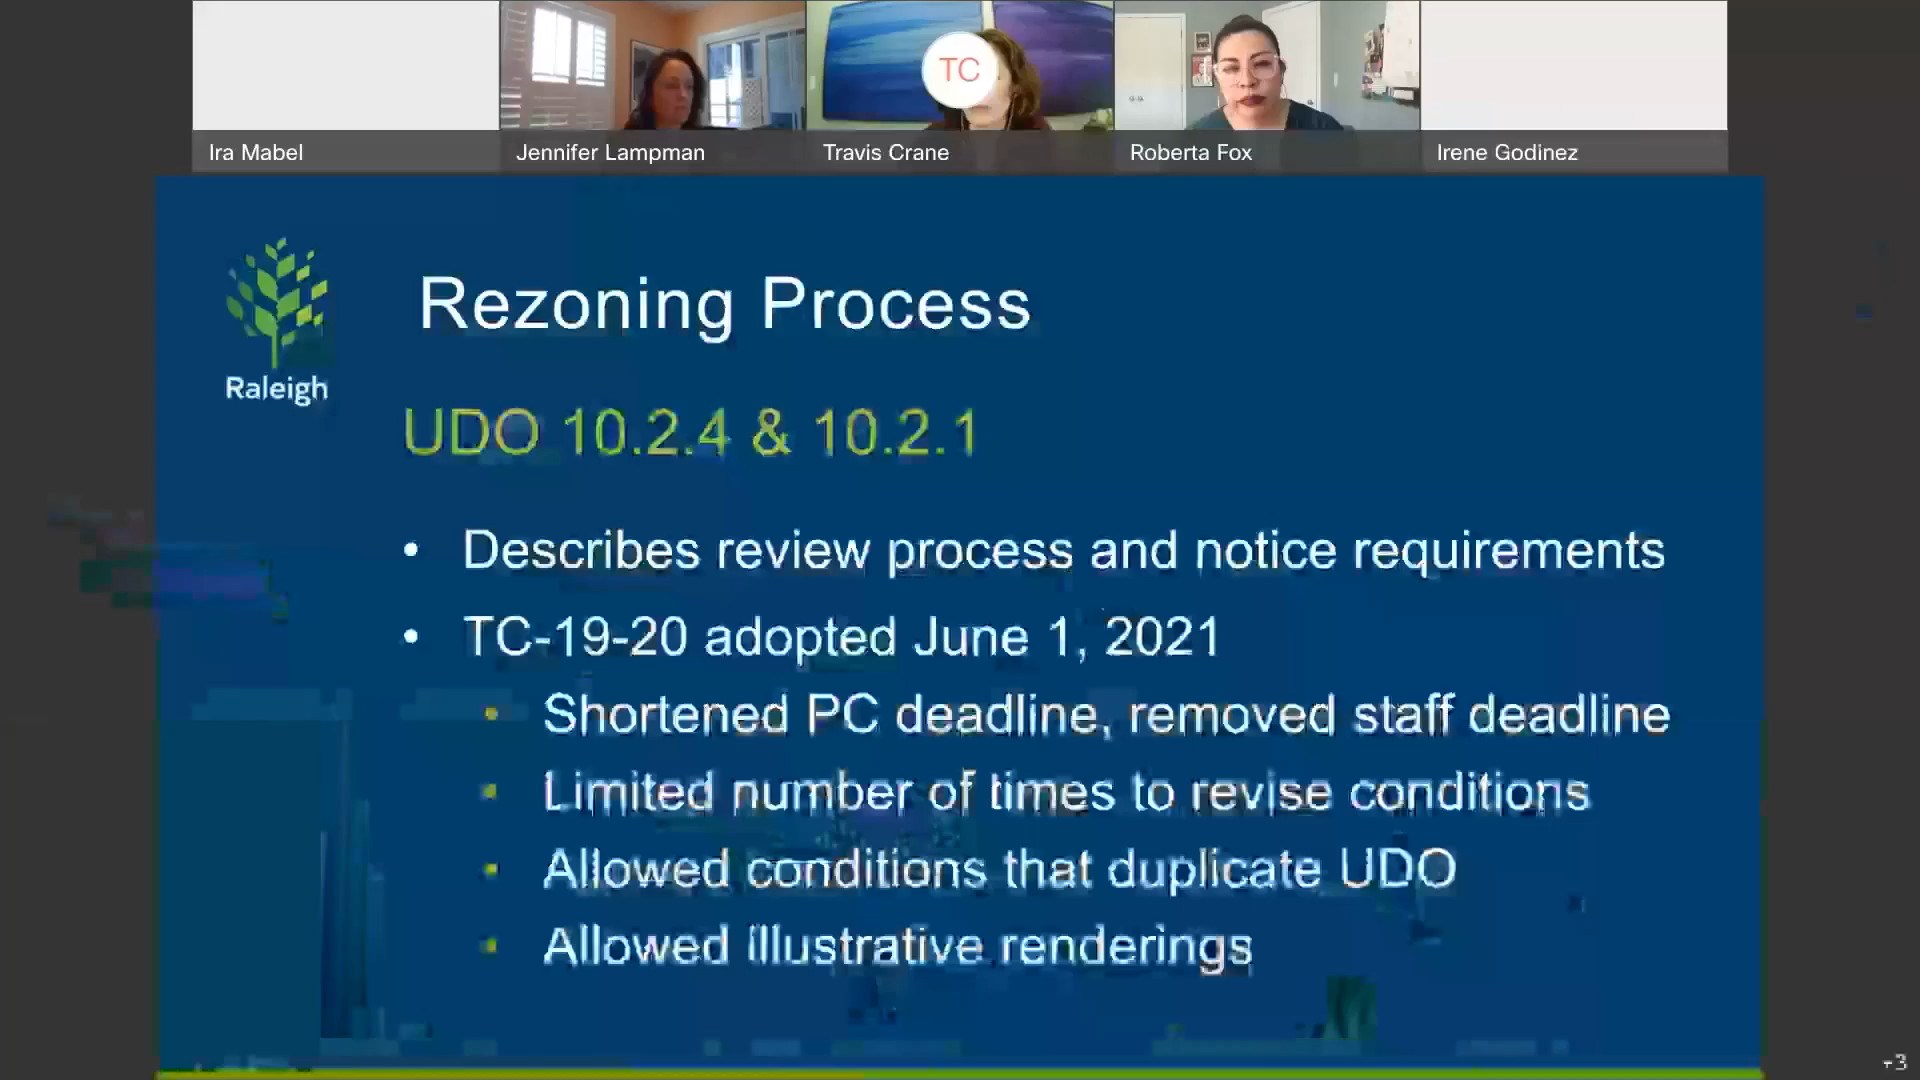 TC
Ira Mabel
Jennifer Lampman
Travis Crane
Roberta Fox
Irene Godinez
Raleigh
Rezoning Process
UDO 10.2.4 & 10.2.1
• Describes review process and notice requirements
• TC-19-20 adopted June 1, 2021
• Shortened PC deadline, removed staff deadline
• Limited number of times to revise conditions
• Allowed conditions that duplicate UDO
• Allowed illustrative renderings
+3